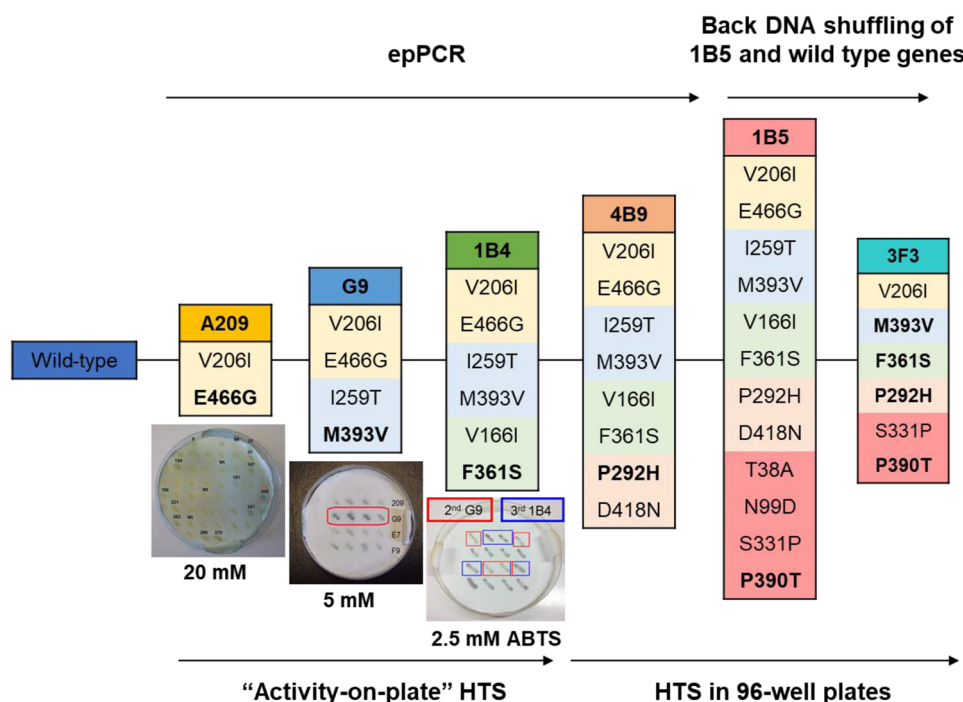 Back DNA shuffling of
1B5 and wild type genes
epPCR
1B5
V206I
E466G
I259T
M393V
V166I
F361S
P292H
D418N
T38A
N99D
S331P
P390T
4B9
V206I
E466G
I259T
M393V
V166I
F361S
P292H
D418N
1B4
V206I
E466G
I259T
M393V
V166I
F361S
3F3
V206I
M393V
F361S
P292H
S331P
P390T
G9
V206I
E466G
I259T
M393V
A209
V206I
E466G
Wild-type
209
G9
E7
F9
2nd G9
3rd 1B4
20 mM
5 mM
2.5 mM ABTS
“Activity-on-plate” HTS
HTS in 96-well plates